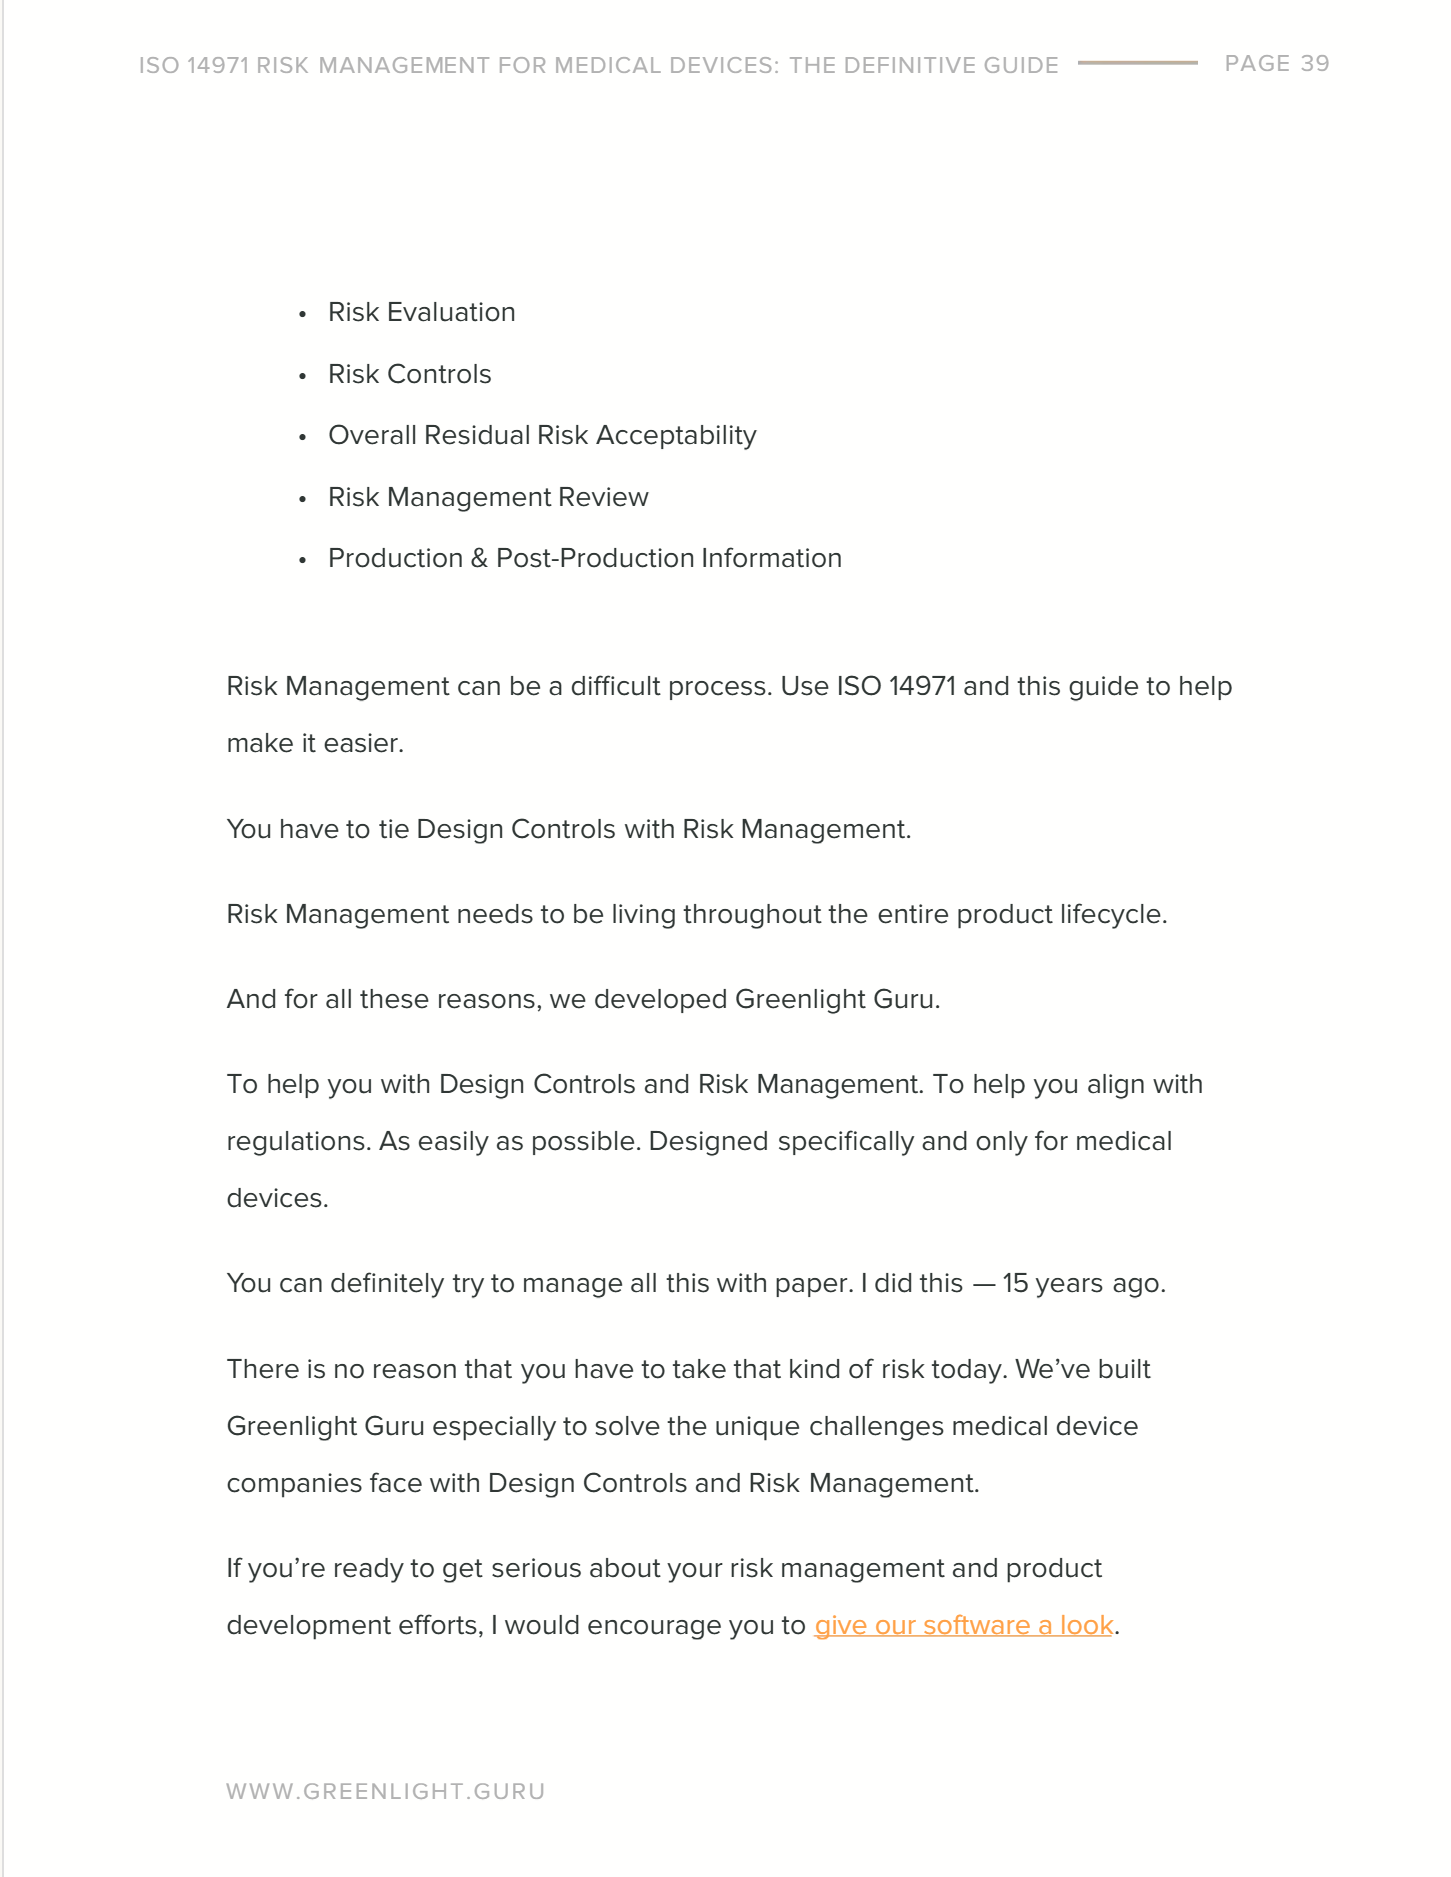 ISO 14971 RISK MANAGEMENT FOR MEDICAL DEVICES: THE DEFINITIVE GUIDE PAGE 39
• Risk Evaluation
• Risk Controls
• Overall Residual Risk Acceptability
• Risk Management Review
• Production & Post-Production Information
Risk Management can be a difficult process. Use ISO 14971 and this guide to help
make it easier.
You have to tie Design Controls with Risk Management.
Risk Management needs to be living throughout the entire product lifecycle.
And for all these reasons, we developed Greenlight Guru.
To help you with Design Controls and Risk Management. To help you align with
regulations. As easily as possible. Designed specifically and only for medical
devices.
You can definitely try to manage all this with paper. I did this — 15 years ago.
There is no reason that you have to take that kind of risk today. We’ve built
Greenlight Guru especially to solve the unique challenges medical device
companies face with Design Controls and Risk Management.
If you’re ready to get serious about your risk management and product
development efforts, I would encourage you to give our software a look.
WWW.GREENLIGHT.GURU